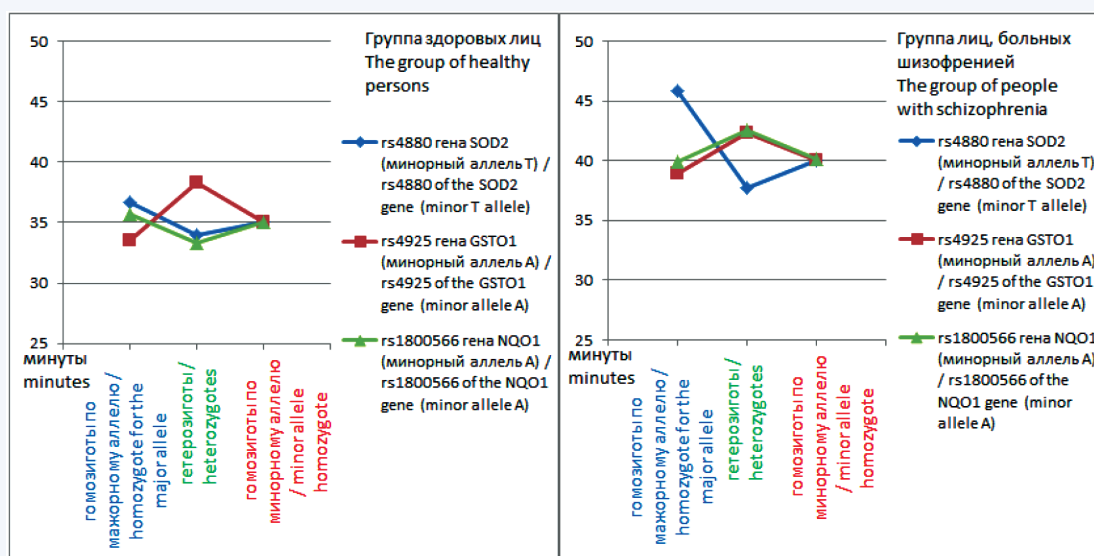 50
45
40
35
30
25
минуты
minutes
гомозиготы по
мажорному аллелю /
homozygote for the
major allele
гетерозиготы /
heterozygotes
гомозиготы по
минорному аллелю
/ minor allele
homozygote
Группа здоровых лиц
The group of healthy
persons
rs4880 гена SOD2
(минорный аллель T) /
rs4880 of the SOD2
gene (minor T allele)
rs4925 гена GSTO1
(минорный аллель A) /
rs4925 of the GSTO1
gene (minor allele A)
rs1800566 гена NQO1
(минорный аллель A) /
rs1800566 of the NQO1
gene (minor allele A)
50
45
40
35
30
25
минуты
minutes
гомозиготы по
мажорному аллелю /
homozygote for the
major allele
гетерозиготы /
heterozygotes
гомозиготы по
минорному аллелю
/ minor allele
homozygote
Группа лиц, больных
шизофренией
The group of people
with schizophrenia
rs4880 гена SOD2
(минорный аллель T)
/ rs4880 of the SOD2
gene (minor T allele)
rs4925 гена GSTO1
(минорный аллель A)
/ rs4925 of the GSTO1
gene (minor allele A)
rs1800566 гена NQO1
(минорный аллель A)
/ rs1800566 of the
NQO1 gene (minor
allele A)